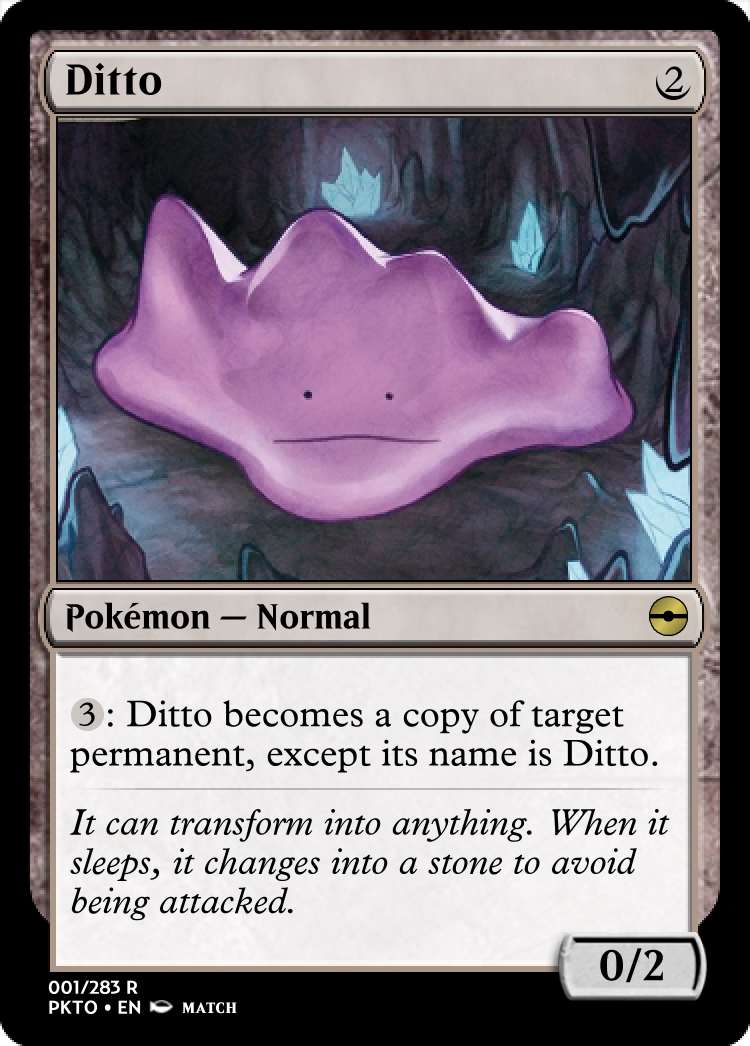 Ditto 2
Pokémon — Normal
3: Ditto becomes a copy of target
permanent, except its name is Ditto.
It can transform into anything. When it
sleeps, it changes into a stone to avoid
being attacked.
0/2
001/283 R
PKTO • EN MATCH